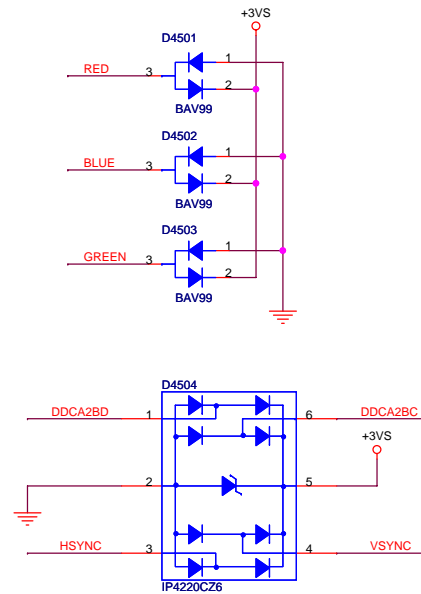 +3VS
D4501
RED 3 1
2
BAV99
D4502
BLUE 3 1
2
BAV99
D4503
GREEN 3 1
2
BAV99
D4504
DDCA2BD 1 6 DDCA2BC
+3VS
2 5
HSYNC 3 4 VSYNC
IP4220CZ6